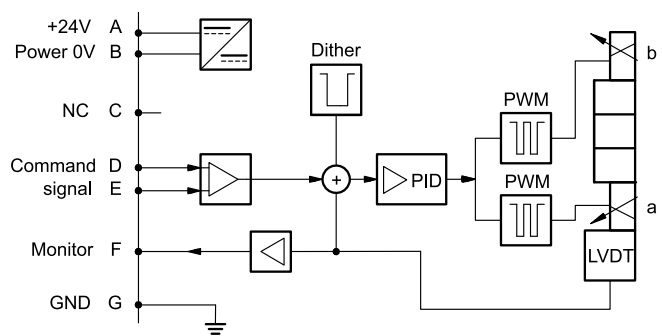 +24V A
Power 0V B
Dither
b
PWM
NC C
Command D
signal E
+
PID
PWM
a
Monitor F
LVDT
GND G